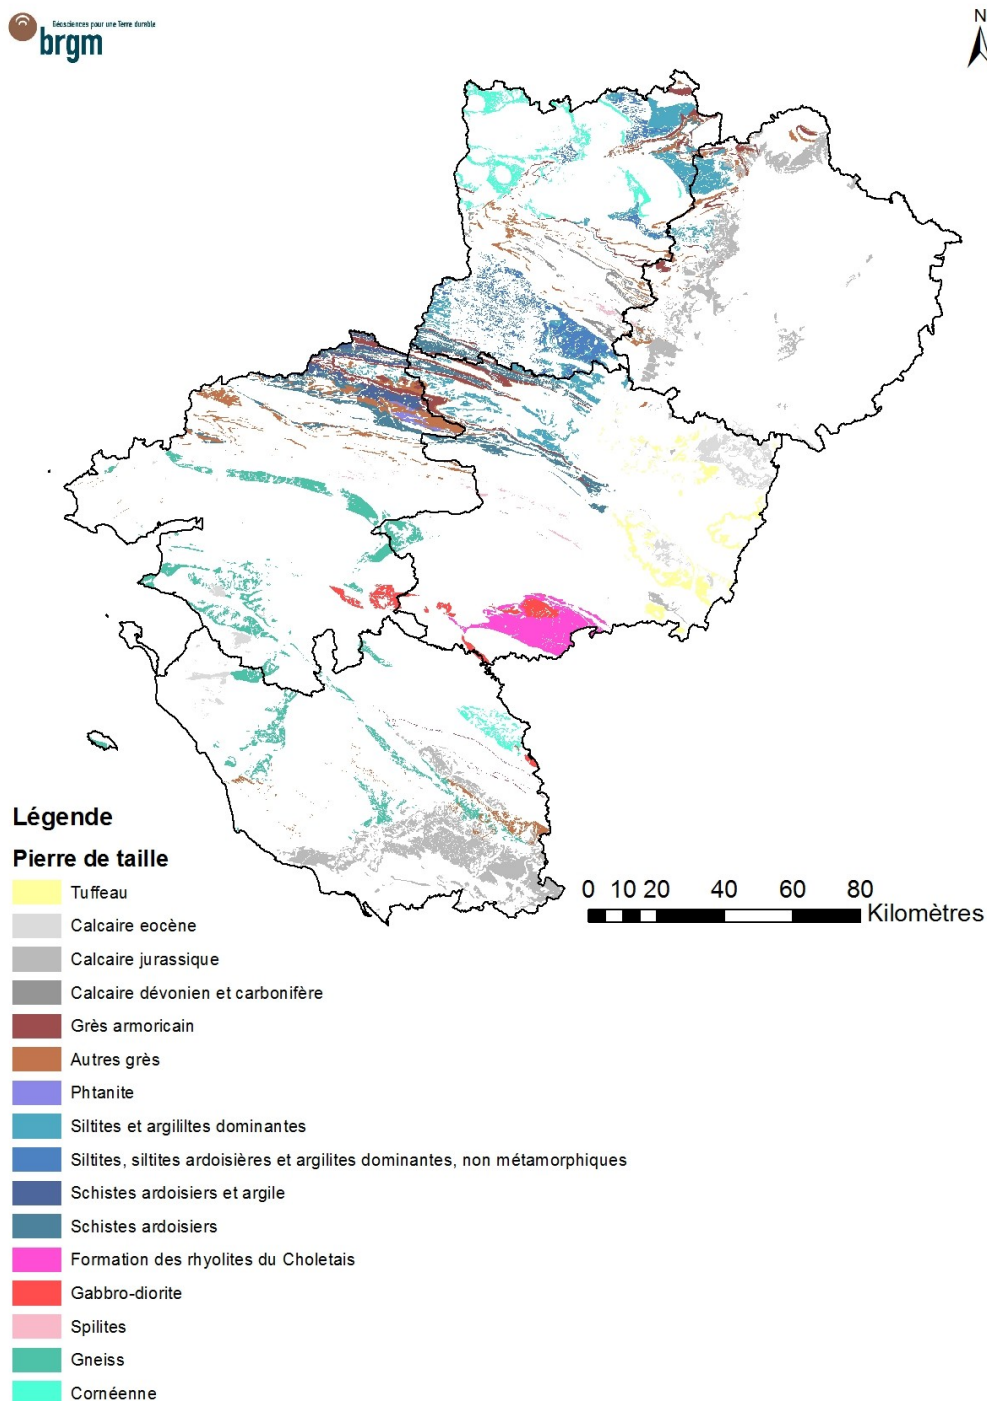 Géosciences pour une Terre durable
brgm
N
Légende
Pierre de taille
Tuffeau
Calcaire eocène
Calcaire jurassique
Calcaire dévonien et carbonifère
Grès armoricain
Autres grès
Phtanite
Siltites et argililtes dominantes
Siltites, siltites ardoisières et argilites dominantes, non métamorphiques
Schistes ardoisiers et argile
Schistes ardoisiers
Formation des rhyolites du Choletais
Gabbro-diorite
Spilites
Gneiss
Cornéenne
0 10 20 40 60 80
Kilomètres